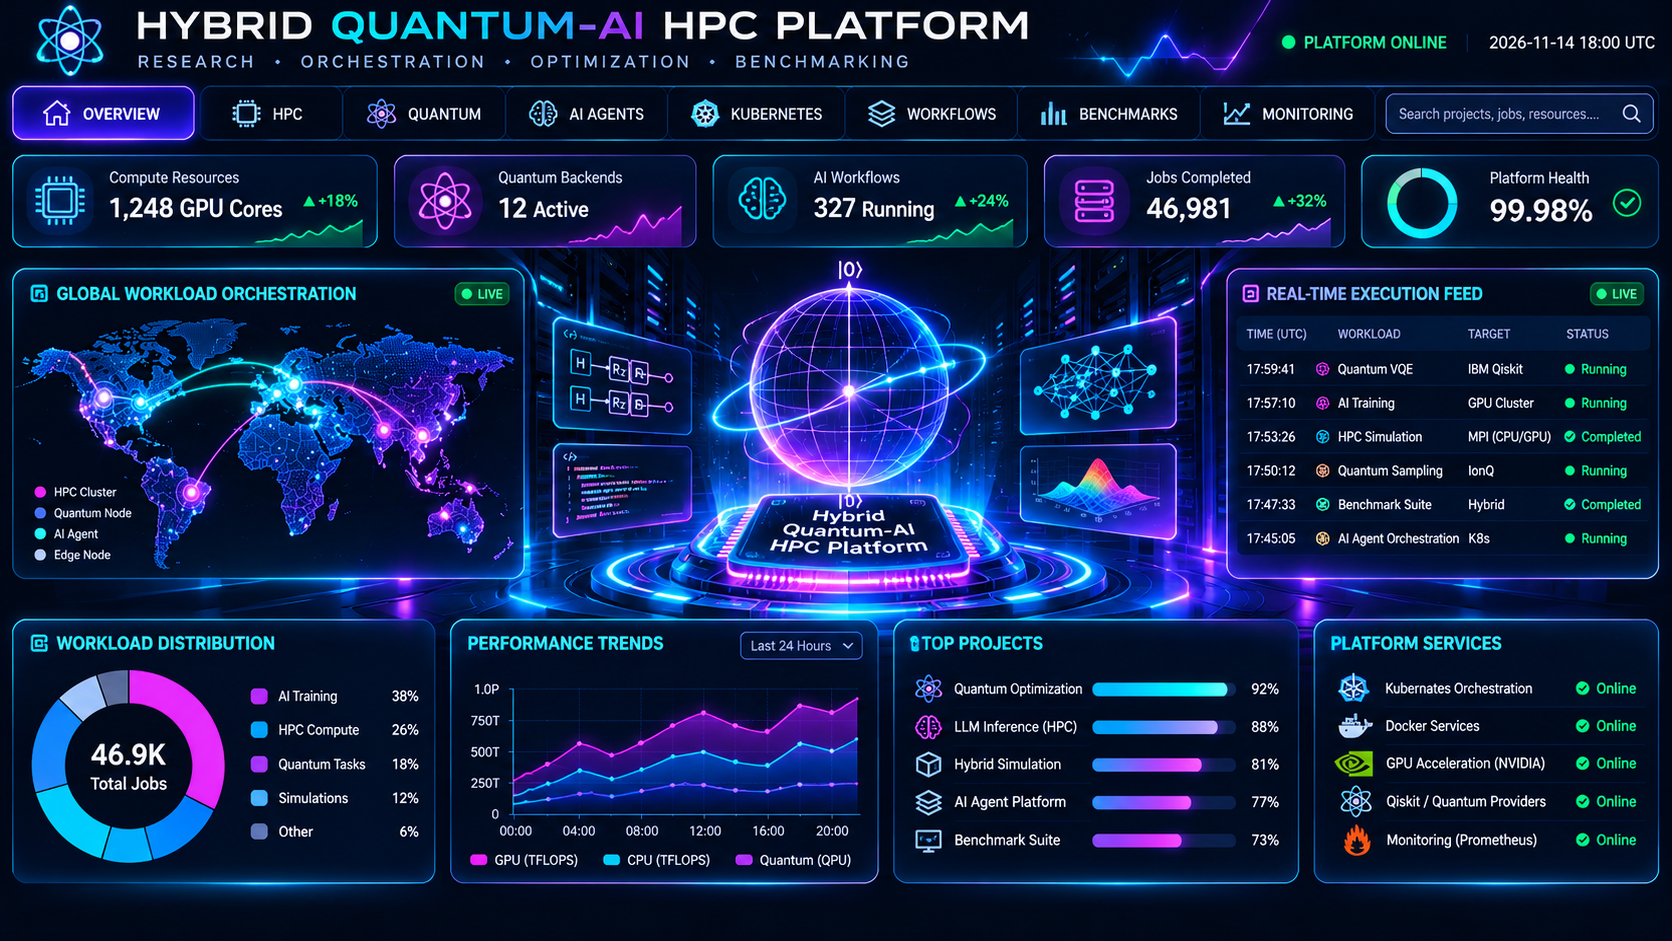 HYBRID QUANTUM-AI HPC PLATFORM
RESEARCH • ORCHESTRATION • OPTIMIZATION • BENCHMARKING
PLATFORM ONLINE
2026-11-14 18:00 UTC
OVERVIEW
HPC
QUANTUM
AI AGENTS
KUBERNETES
WORKFLOWS
BENCHMARKS
MONITORING
Search projects, jobs, resources....
Compute Resources
1,248 GPU Cores
▲+18%
Quantum Backends
12 Active
AI Workflows
327 Running
▲+24%
Jobs Completed
46,981
▲+32%
Platform Health
99.98%
GLOBAL WORKLOAD ORCHESTRATION
LIVE
HPC Cluster
Quantum Node
AI Agent
Edge Node
|0⟩
H
Rz
H
Rz
|0⟩
Hybrid
Quantum-AI
HPC Platform
REAL-TIME EXECUTION FEED
LIVE
TIME (UTC) WORKLOAD TARGET STATUS
17:59:41 Quantum VQE IBM Qiskit Running
17:57:10 AI Training GPU Cluster Running
17:53:26 HPC Simulation MPI (CPU/GPU) Completed
17:50:12 Quantum Sampling IonQ Running
17:47:33 Benchmark Suite Hybrid Completed
17:45:05 AI Agent Orchestration K8s Running
WORKLOAD DISTRIBUTION
46.9K
Total Jobs
AI Training 38%
HPC Compute 26%
Quantum Tasks 18%
Simulations 12%
Other 6%
PERFORMANCE TRENDS
Last 24 Hours
1.0P
750T
500T
250T
0
00:00 04:00 08:00 12:00 16:00 20:00
GPU (TFLOPS) CPU (TFLOPS) Quantum (QPU)
TOP PROJECTS
Quantum Optimization 92%
LLM Inference (HPC) 88%
Hybrid Simulation 81%
AI Agent Platform 77%
Benchmark Suite 73%
PLATFORM SERVICES
Kubernates Orchestration Online
Docker Services Online
GPU Acceleration (NVIDIA) Online
Qiskit / Quantum Providers Online
Monitoring (Prometheus) Online